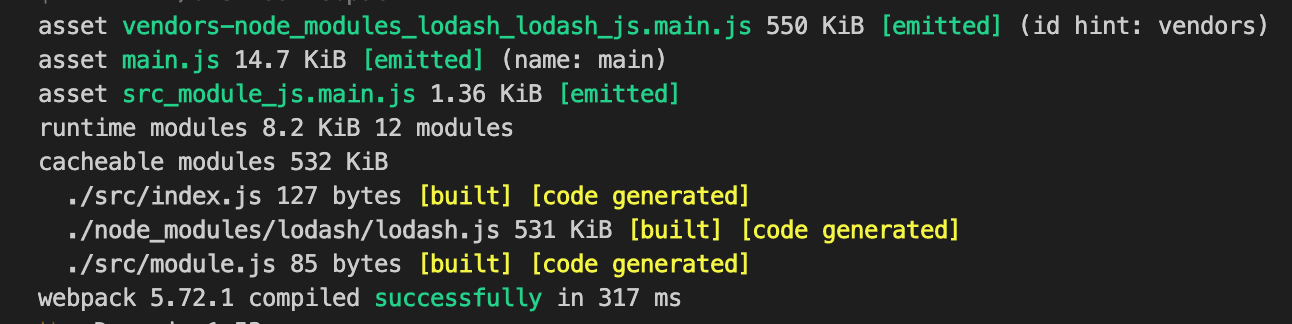 asset vendors-node_modules_lodash_lodash_js.main.js 550 KiB [emitted] (id hint: vendors)
asset main.js 14.7 KiB [emitted] (name: main)
asset src_module_js.main.js 1.36 KiB [emitted]
runtime modules 8.2 KiB 12 modules
cacheable modules 532 KiB
./src/index.js 127 bytes [built] [code generated]
./node_modules/lodash/lodash.js 531 KiB [built] [code generated]
./src/module.js 85 bytes [built] [code generated]
webpack 5.72.1 compiled successfully in 317 ms